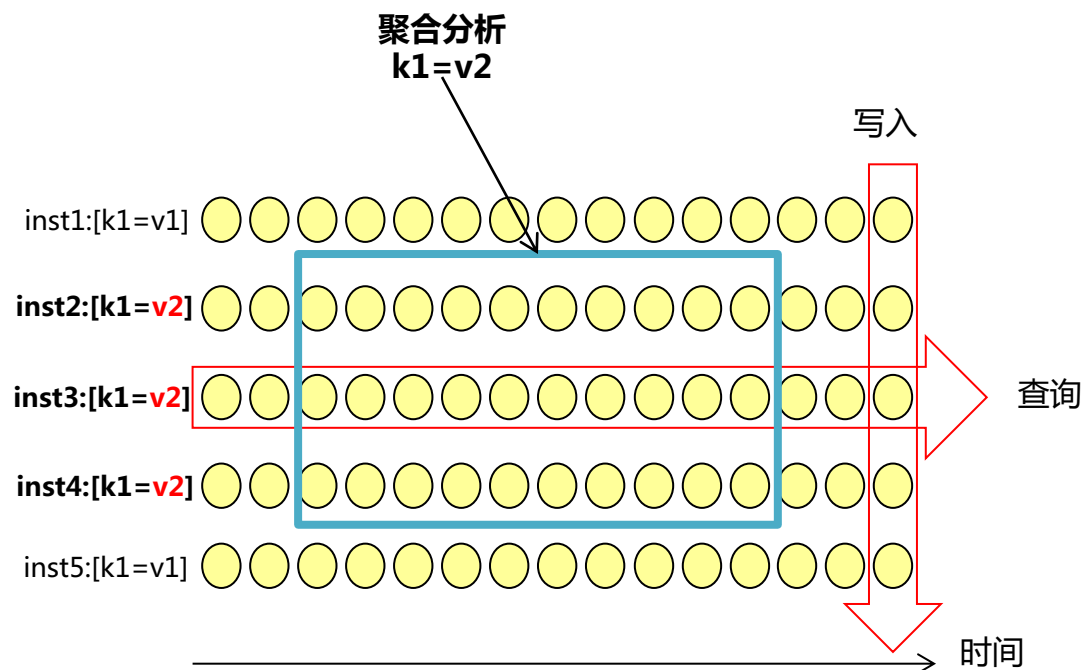 聚合分析
k1=v2
写入
inst1:[k1=v1]
inst2:[k1=v2]
inst3:[k1=v2]
查询
inst4:[k1=v2]
inst5:[k1=v1]
时间